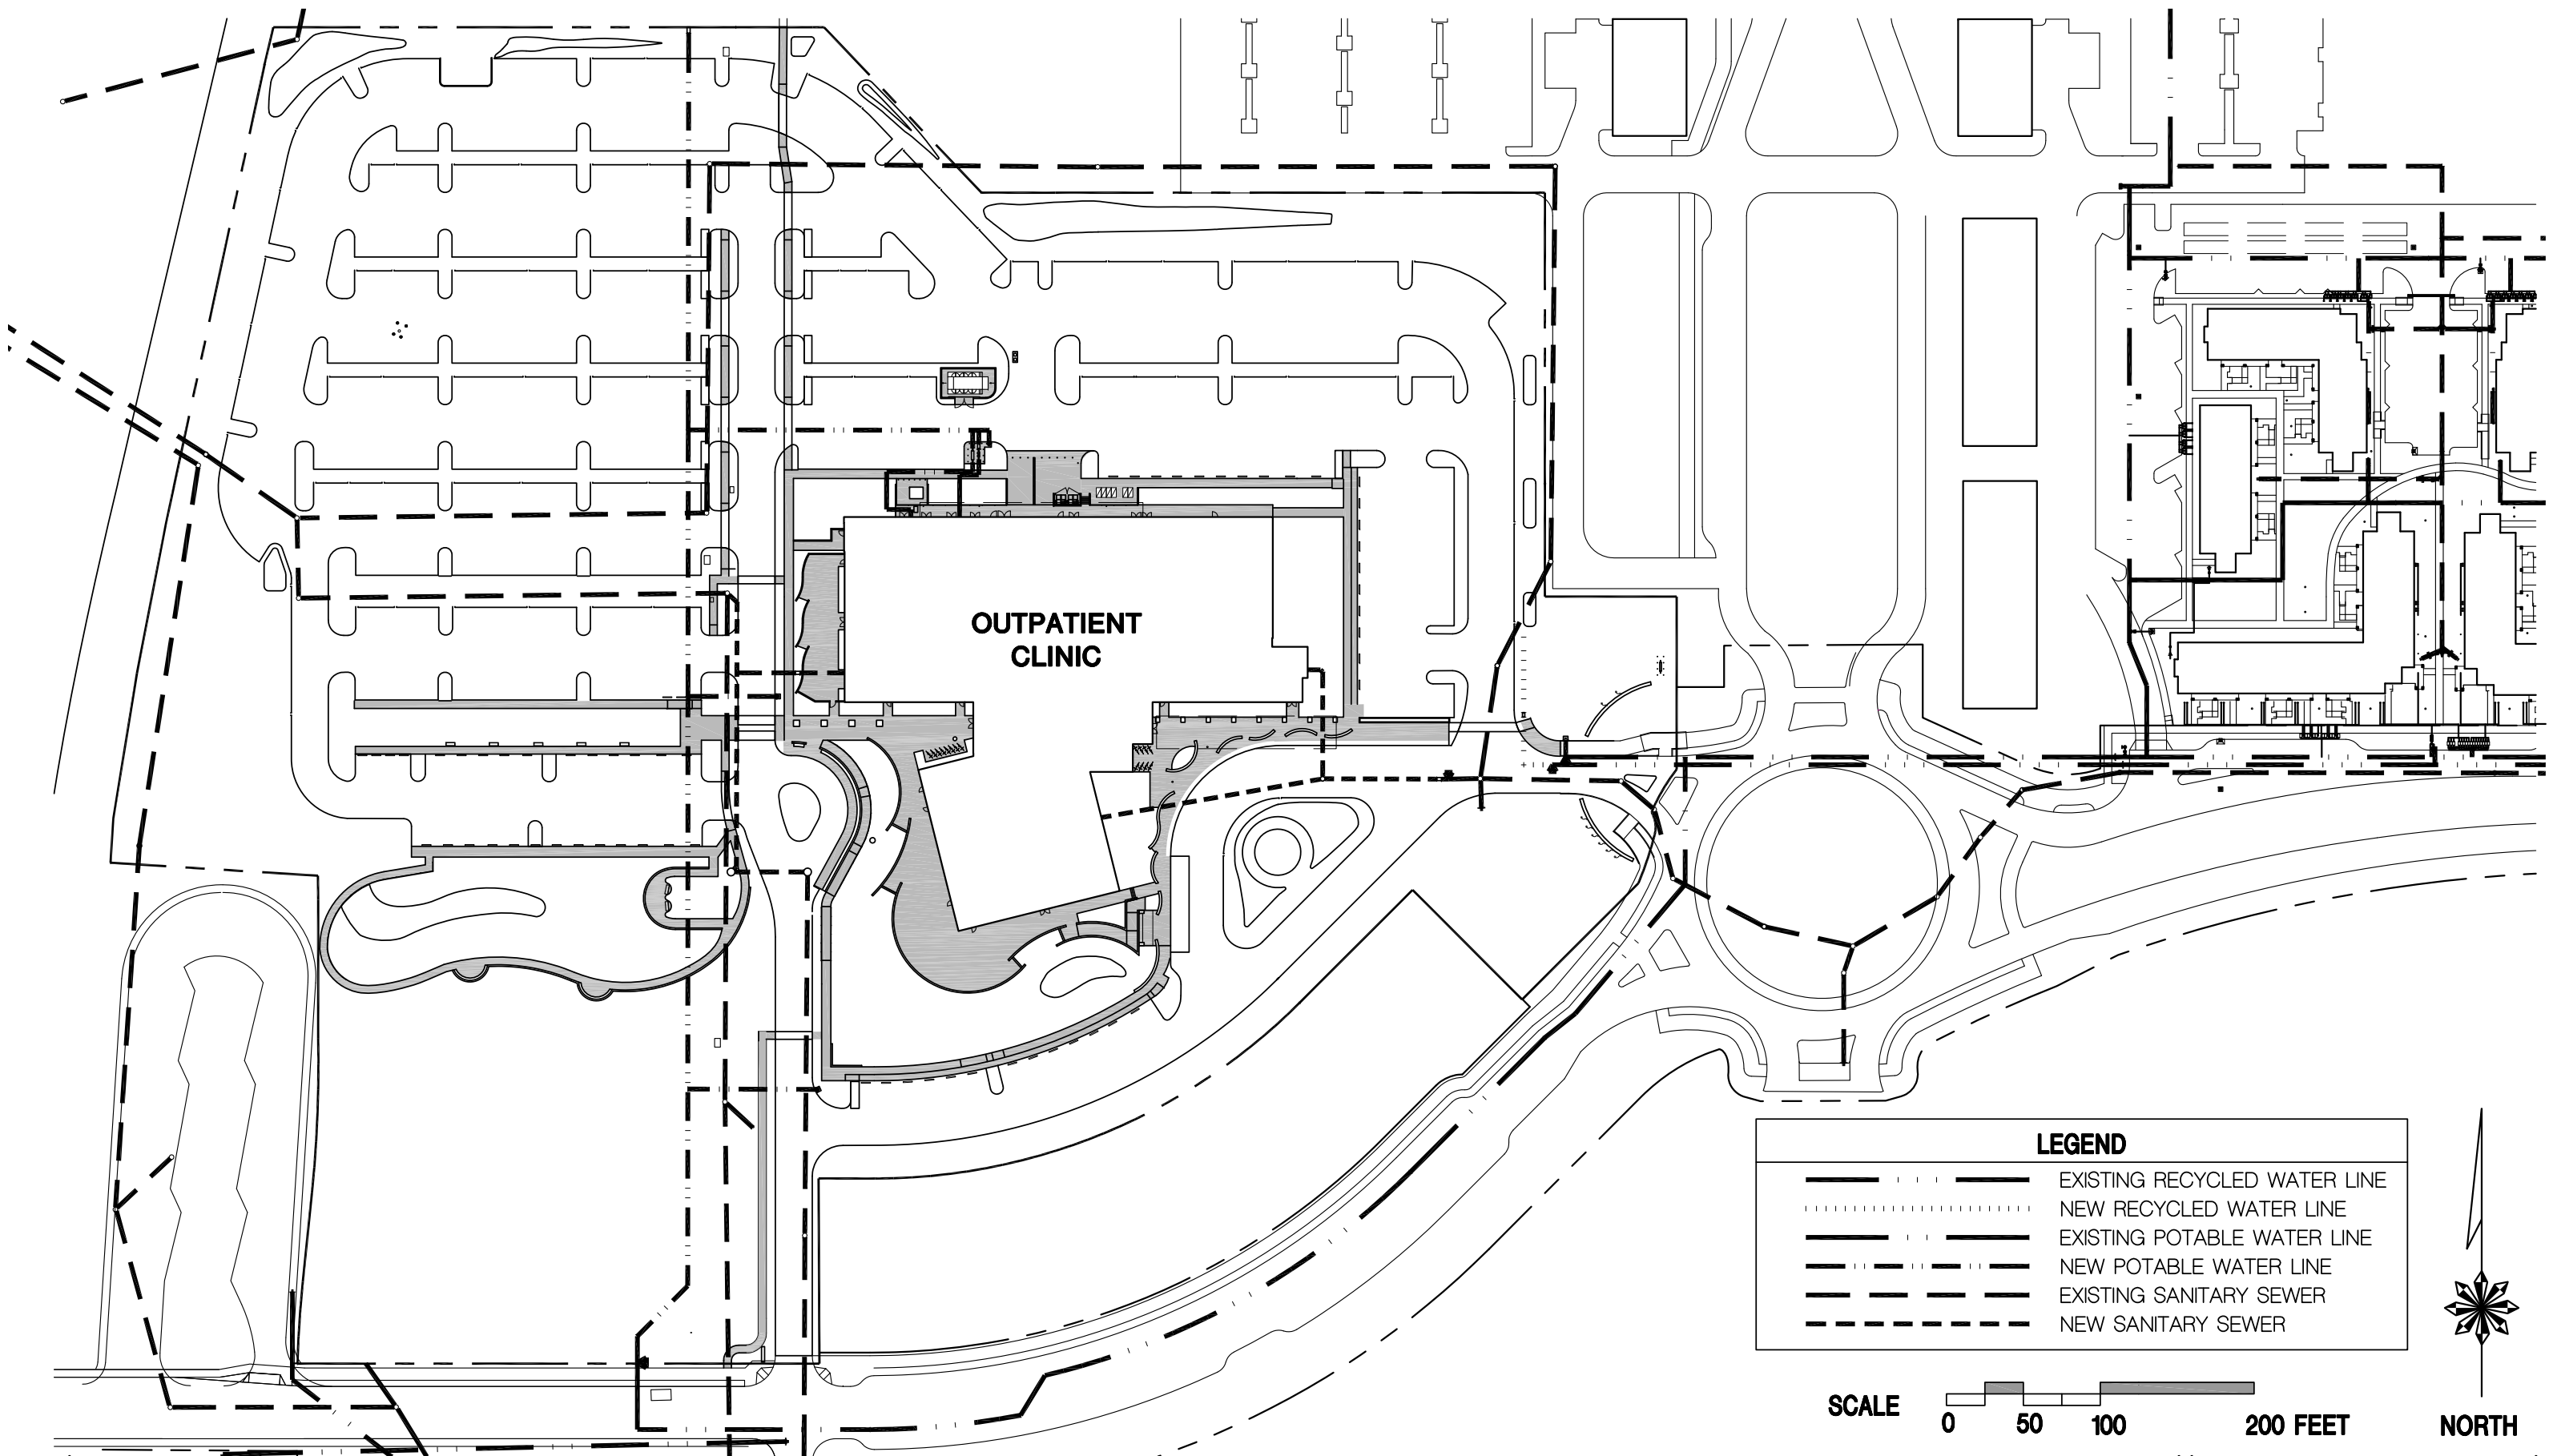 OUTPATIENT
CLINIC
LEGEND
EXISTING RECYCLED WATER LINE
NEW RECYCLED WATER LINE
EXISTING POTABLE WATER LINE
NEW POTABLE WATER LINE
EXISTING SANITARY SEWER
NEW SANITARY SEWER
SCALE
0 50 100 200 FEET
NORTH